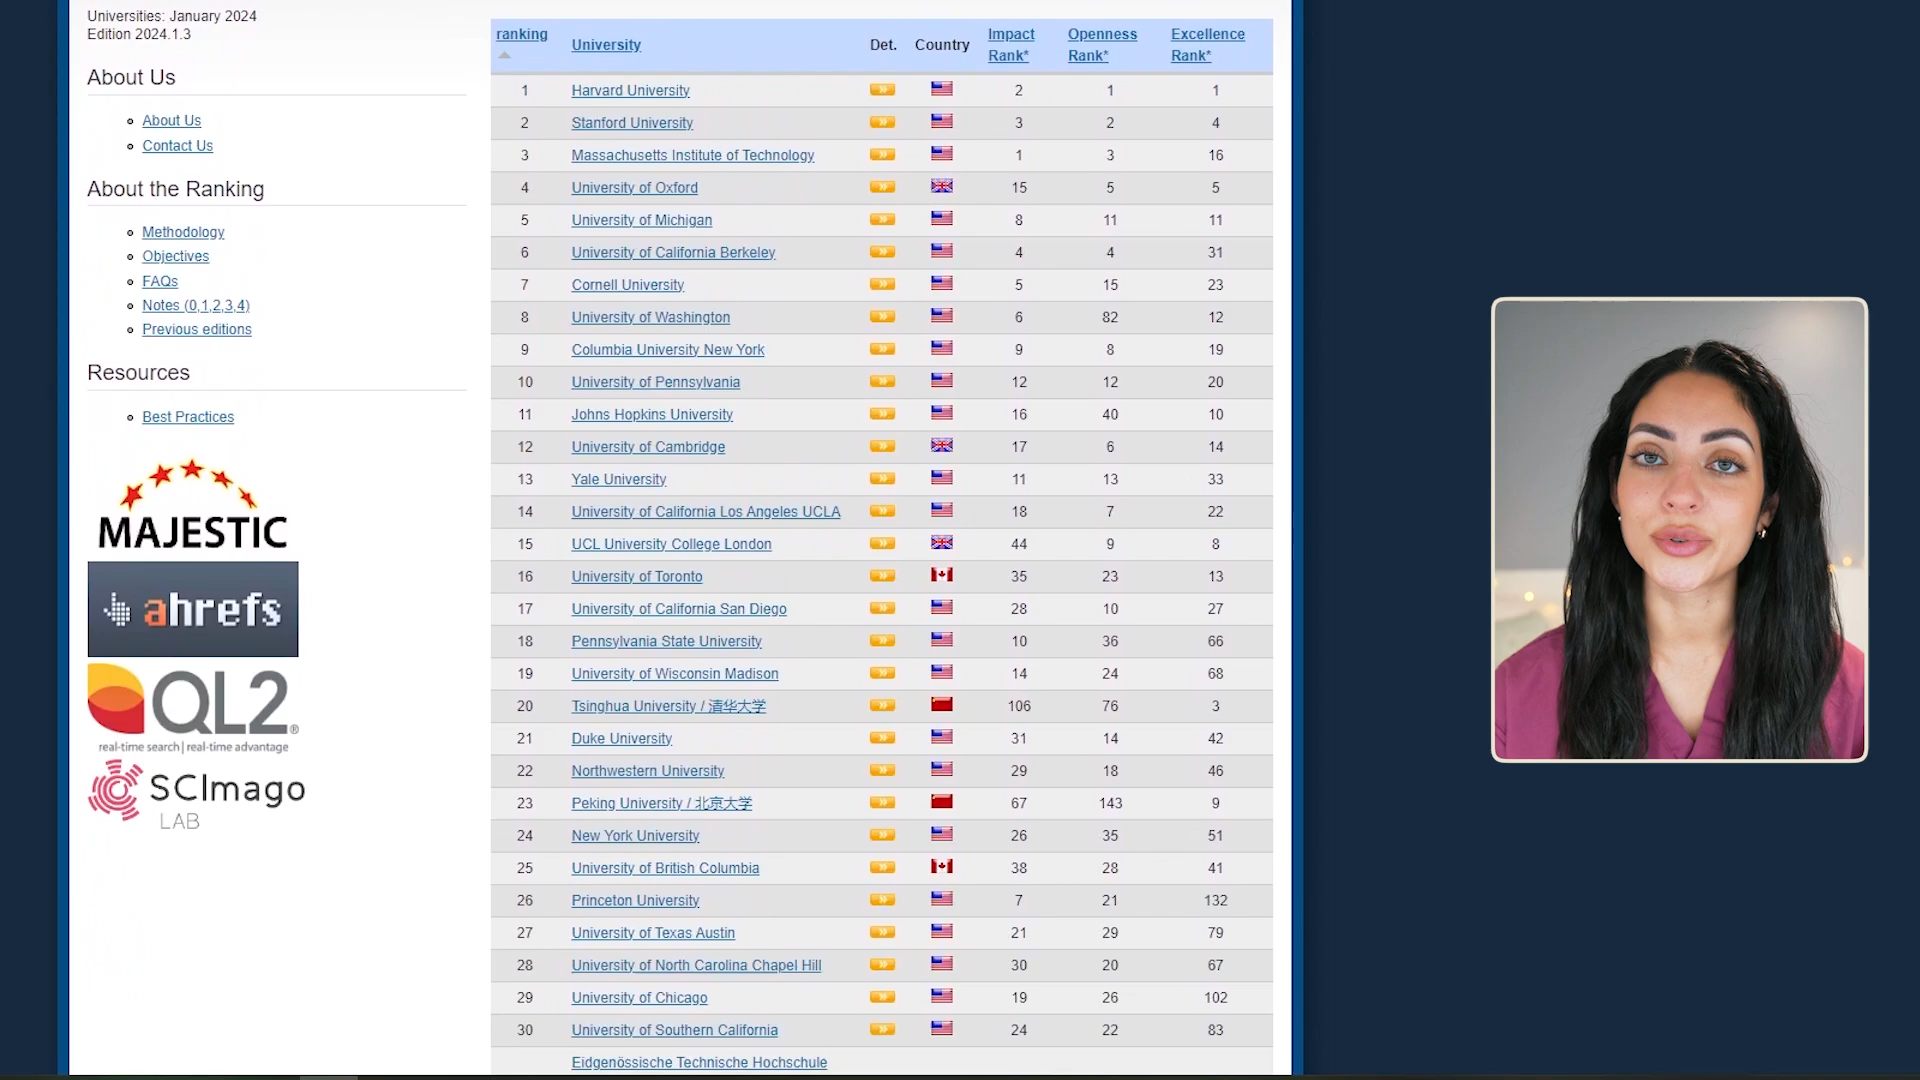 Universities: January 2024
Edition 2024.1.3
About Us
About Us
Contact Us
About the Ranking
Methodology
Objectives
FAQs
Notes (0,1,2,3,4)
Previous editions
Resources
Best Practices
MAJESTIC
ahrefs
QL2®
real-time search | real-time advantage
SCImago
LAB
ranking University Det. Country Impact Rank* Openness Rank* Excellence Rank*
1 Harvard University 2 1 1
2 Stanford University 3 2 4
3 Massachusetts Institute of Technology 1 3 16
4 University of Oxford 15 5 5
5 University of Michigan 8 11 11
6 University of California Berkeley 4 4 31
7 Cornell University 5 15 23
8 University of Washington 6 82 12
9 Columbia University New York 9 8 19
10 University of Pennsylvania 12 12 20
11 Johns Hopkins University 16 40 10
12 University of Cambridge 17 6 14
13 Yale University 11 13 33
14 University of California Los Angeles UCLA 18 7 22
15 UCL University College London 44 9 8
16 University of Toronto 35 23 13
17 University of California San Diego 28 10 27
18 Pennsylvania State University 10 36 66
19 University of Wisconsin Madison 14 24 68
20 Tsinghua University / 清华大学 106 76 3
21 Duke University 31 14 42
22 Northwestern University 29 18 46
23 Peking University / 北京大学 67 143 9
24 New York University 26 35 51
25 University of British Columbia 38 28 41
26 Princeton University 7 21 132
27 University of Texas Austin 21 29 79
28 University of North Carolina Chapel Hill 30 20 67
29 University of Chicago 19 26 102
30 University of Southern California 24 22 83
Eidgenössische Technische Hochschule